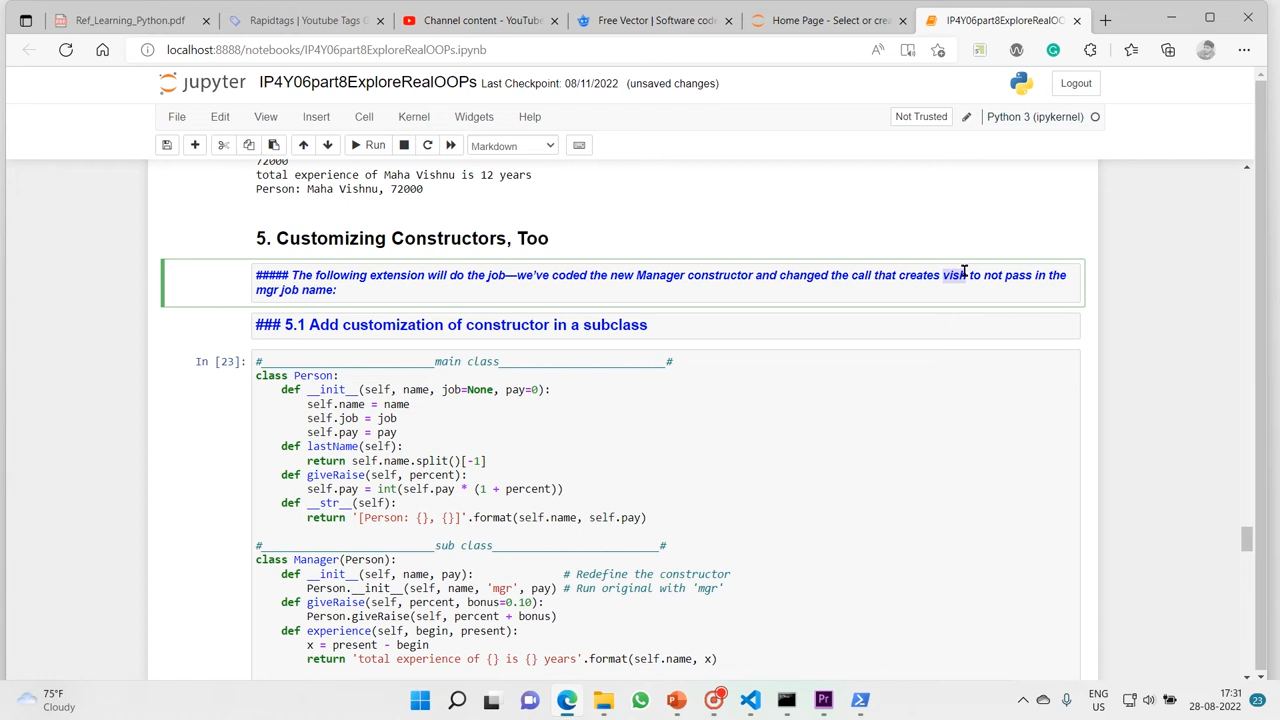 Ref_Learning_Python.pdf
Rapidtags | Youtube Tags G
Channel content - YouTube
Free Vector | Software code
Home Page - Select or crea
IP4Y06part8ExploreRealOO
localhost:8888/notebooks/IP4Y06part8ExploreRealOOPs.ipynb
jupyter
IP4Y06part8ExploreRealOOPs Last Checkpoint: 08/11/2022 (unsaved changes)
Logout
File Edit View Insert Cell Kernel Widgets Help
Not Trusted
Python 3 (ipykernel)
Run
Markdown
72000
total experience of Maha Vishnu is 12 years
Person: Maha Vishnu, 72000
5. Customizing Constructors, Too
##### The following extension will do the job—we've coded the new Manager constructor and changed the call that creates vish to not pass in the
mgr job name:
### 5.1 Add customization of constructor in a subclass
In [23]:
#_________________________main class________________________#
class Person:
def __init__(self, name, job=None, pay=0):
self.name = name
self.job = job
self.pay = pay
def lastName(self):
return self.name.split()[-1]
def giveRaise(self, percent):
self.pay = int(self.pay * (1 + percent))
def __str__(self):
return '[Person: {}, {}]'.format(self.name, self.pay)
#_________________________sub class________________________#
class Manager(Person):
def __init__(self, name, pay): # Redefine the constructor
Person.__init__(self, name, 'mgr', pay) # Run original with 'mgr'
def giveRaise(self, percent, bonus=0.10):
Person.giveRaise(self, percent + bonus)
def experience(self, begin, present):
x = present - begin
return 'total experience of {} is {} years'.format(self.name, x)
75°F
Cloudy
ENG
US
17:31
28-08-2022
23